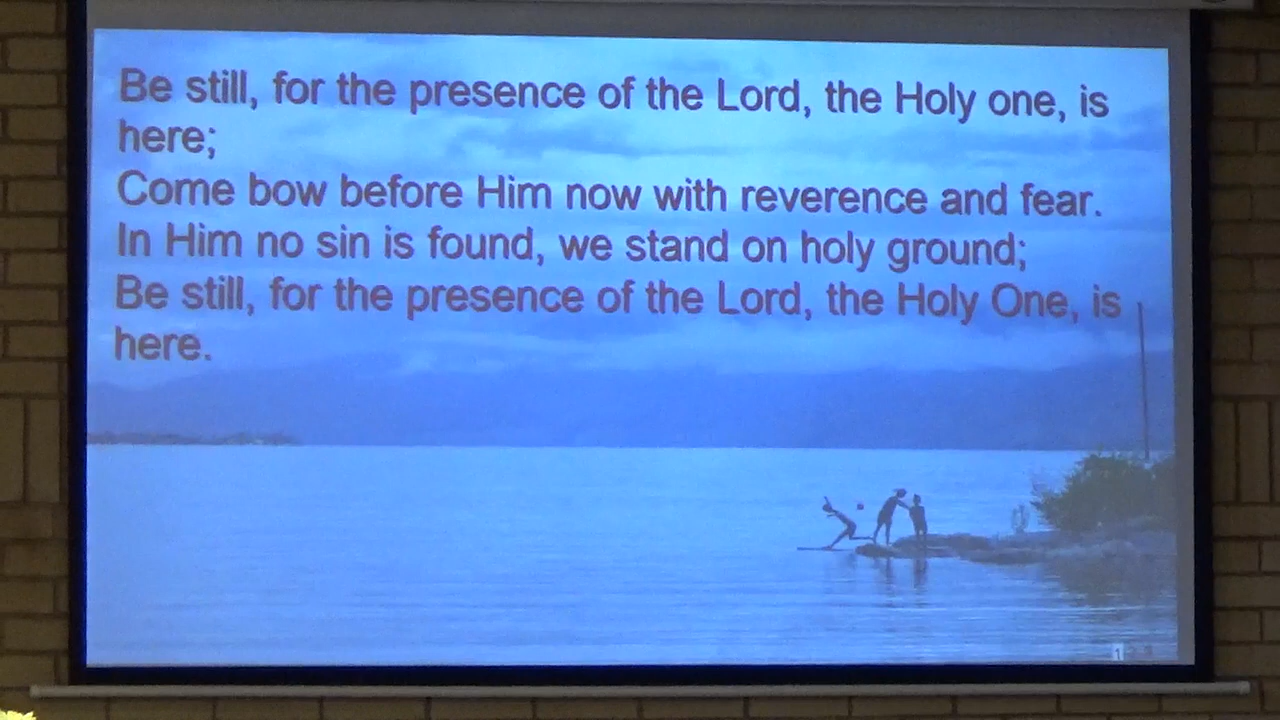 Be still, for the presence of the Lord, the Holy one, is
here;
Come bow before Him now with reverence and fear.
In Him no sin is found, we stand on holy ground;
Be still, for the presence of the Lord, the Holy One, is
here.
1